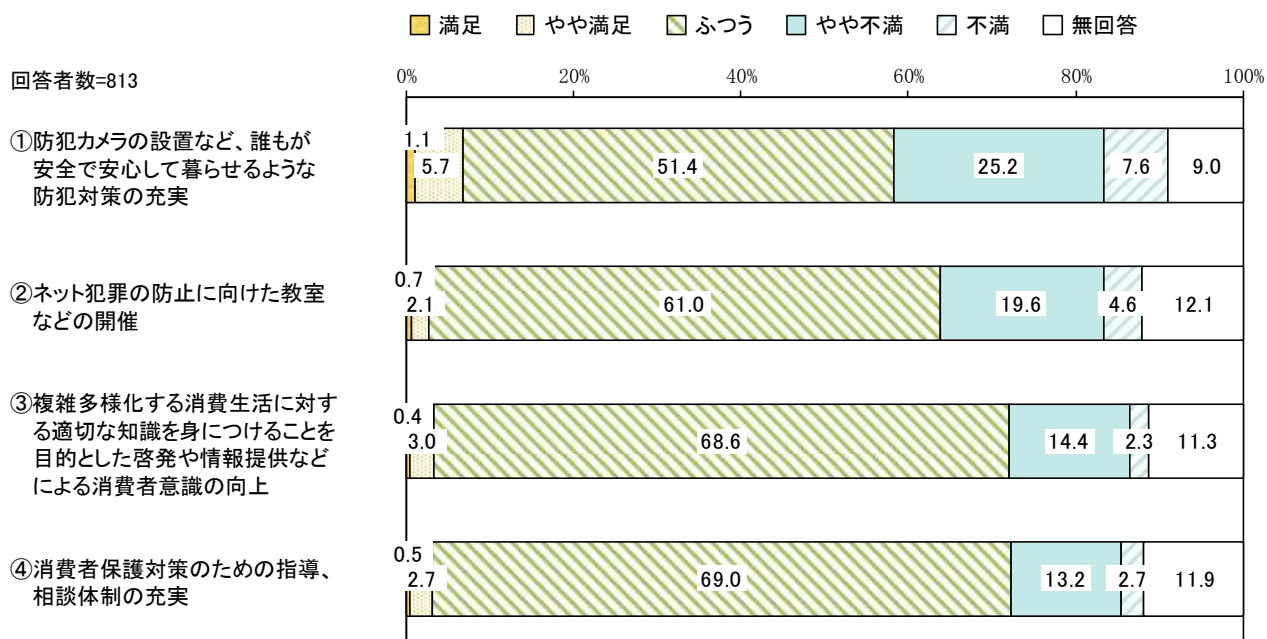 満足 やや満足 ふつう やや不満 不満 無回答
回答者数=813
0% 20% 40% 60% 80% 100%
①防犯カメラの設置など、誰もが
安全で安心して暮らせるような
防犯対策の充実
1.1 5.7 51.4 25.2 7.6 9.0
②ネット犯罪の防止に向けた教室
などの開催
0.7 2.1 61.0 19.6 4.6 12.1
③複雑多様化する消費生活に対す
る適切な知識を身につけることを
目的とした啓発や情報提供など
による消費者意識の向上
0.4 3.0 68.6 14.4 2.3 11.3
④消費者保護対策のための指導、
相談体制の充実
0.5 2.7 69.0 13.2 2.7 11.9